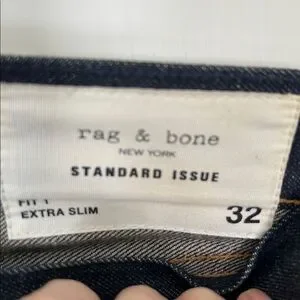 rag & bone
NEW YORK
STANDARD ISSUE
FIT 1
EXTRA SLIM
32